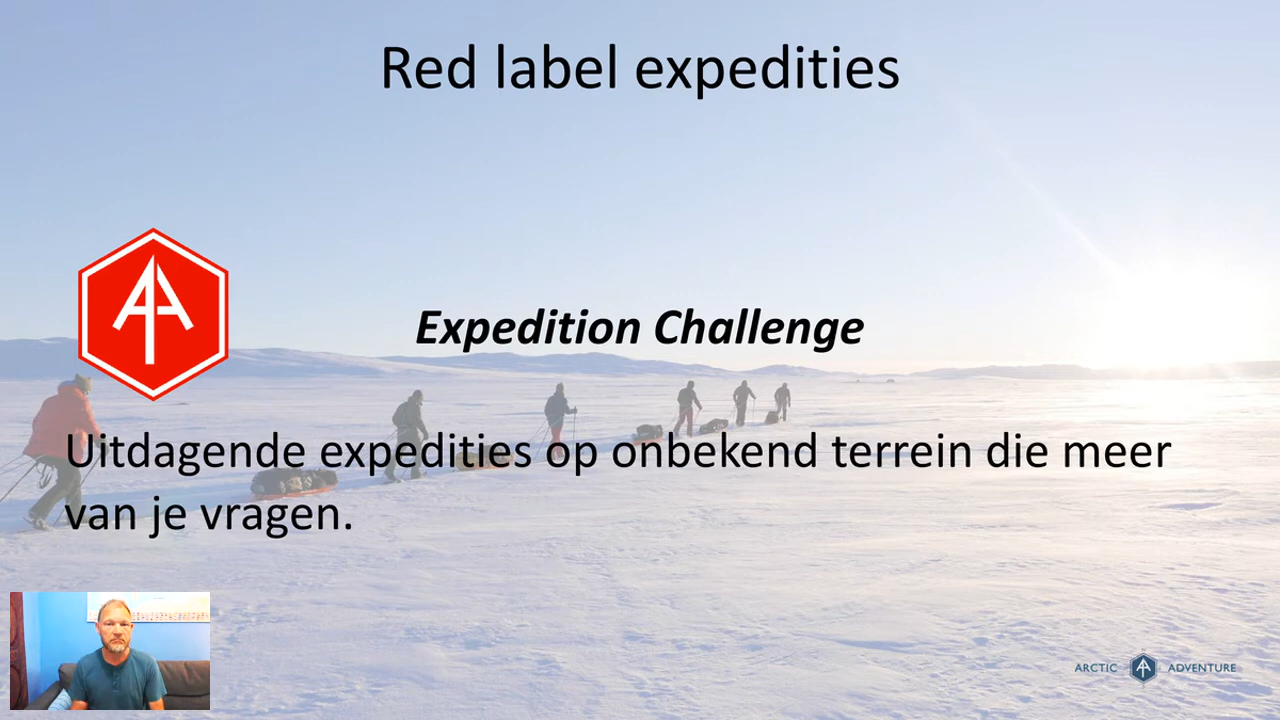 Red label expedities
Expedition Challenge
Uitdagende expedities op onbekend terrein die meer
van je vragen.
ARCTIC ADVENTURE